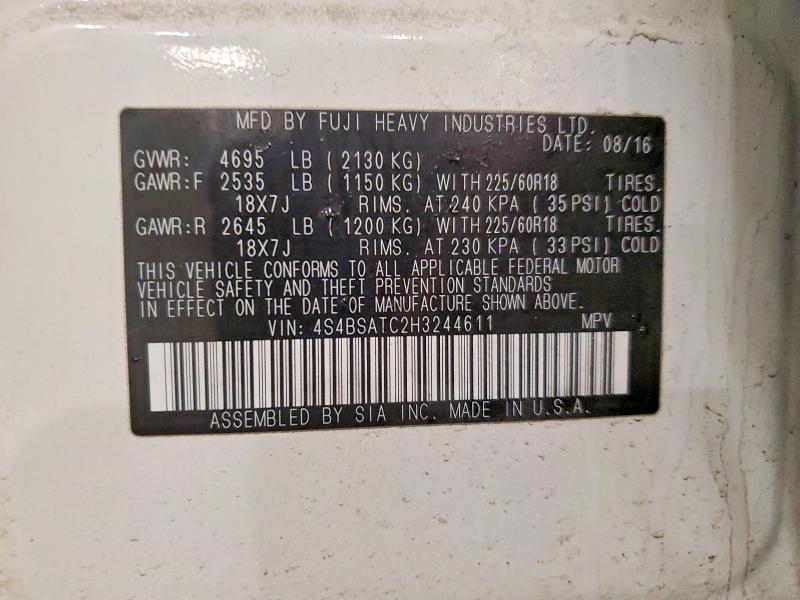 MFD BY FUJI HEAVY INDUSTRIES LTD.
DATE: 08/16
GVWR: 4695 LB ( 2130 KG)
GAWR:F 2535 LB ( 1150 KG) WITH 225/60R18 TIRES.
18X7J RIMS. AT 240 KPA ( 35 PSI) COLD
GAWR:R 2645 LB ( 1200 KG) WITH 225/60R18 TIRES.
18X7J RIMS. AT 230 KPA ( 33 PSI) COLD
THIS VEHICLE CONFORMS TO ALL APPLICABLE FEDERAL MOTOR
VEHICLE SAFETY AND THEFT PREVENTION STANDARDS
IN EFFECT ON THE DATE OF MANUFACTURE SHOWN ABOVE.
VIN: 4S4BSATC2H3244611 MPV
ASSEMBLED BY SIA INC. MADE IN U.S.A.